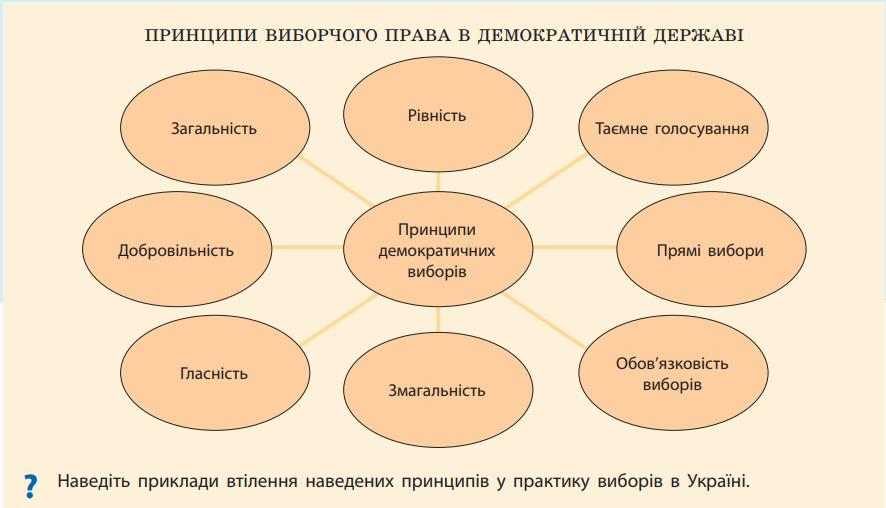 ПРИНЦИПИ ВИБОРЧОГО ПРАВА В ДЕМОКРАТИЧНІЙ ДЕРЖАВІ
Загальність
Рівність
Таємне голосування
Добровільність
Принципи
демократичних
виборів
Прямі вибори
Гласність
Змагальність
Обов’язковість
виборів
? Наведіть приклади втілення наведених принципів у практику виборів в Україні.